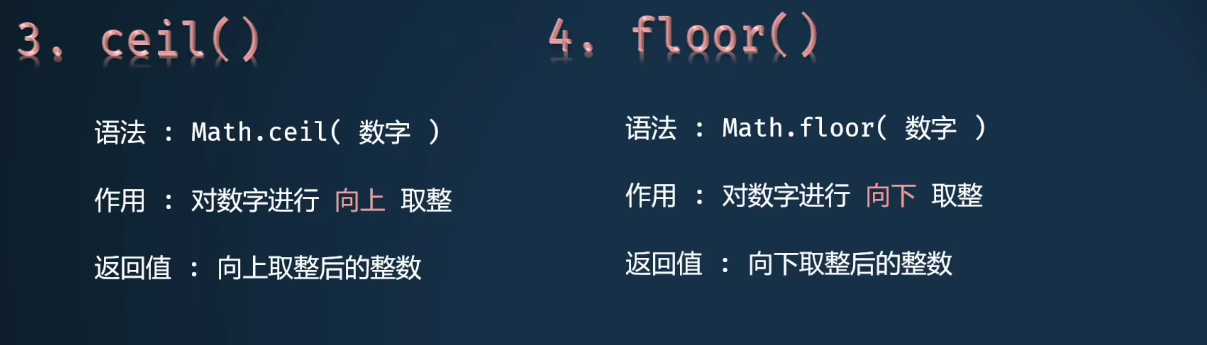 3. ceil()
语法 : Math.ceil( 数字 )
作用 : 对数字进行 向上 取整
返回值 : 向上取整后的整数
4. floor()
语法 : Math.floor( 数字 )
作用 : 对数字进行 向下 取整
返回值 : 向下取整后的整数